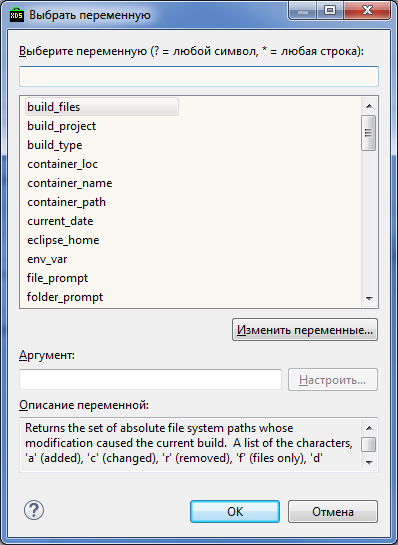 XDS Выбрать переменную
Выберите переменную (? = любой символ, * = любая строка):
build_files
build_project
build_type
container_loc
container_name
container_path
current_date
eclipse_home
env_var
file_prompt
folder_prompt
Изменить переменные...
Аргумент:
Настроить...
Описание переменной:
Returns the set of absolute file system paths whose
modification caused the current build.  A list of the characters,
'a' (added), 'c' (changed), 'r' (removed), 'f' (files only), 'd'
?
OK
Отмена